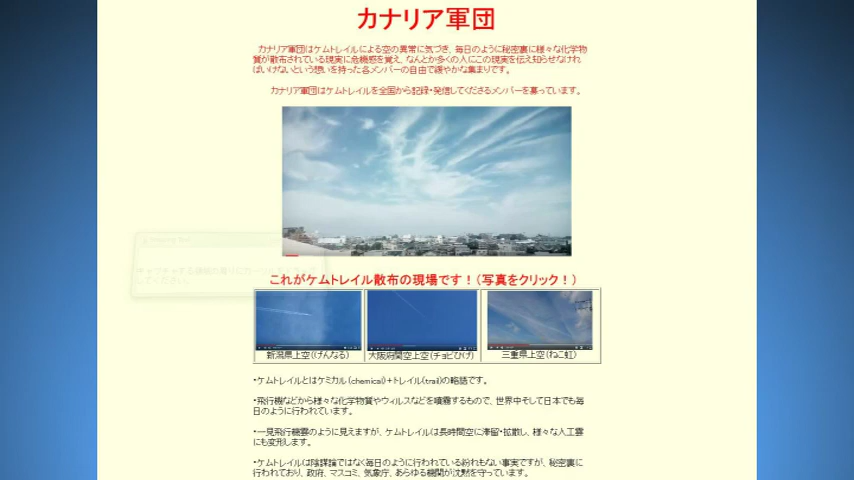 カナリア軍団
カナリア軍団はケムトレイルによる空の異常に気づき、毎日のように秘密裏に様々な化学物
質が散布されている現実に危機感を覚え、なんとか多くの人にこの現実を伝え知らせなけれ
ばいけないという想いを持った各メンバーの自由で緩やかな集まりです。
カナリア軍団はケムトレイルを全国から記録・発信してくださるメンバーを募っています。
これがケムトレイル散布の現場です！（写真をクリック！）
新潟県上空（げんなる）
大阪府関空上空（チョビひげ）
三重県上空（ねこ虹）
・ケムトレイルとはケミカル（chemical）＋トレイル（trail）の略語です。
・飛行機などから様々な化学物質やウィルスなどを噴霧するもので、世界中そして日本でも毎
日のように行われています。
・一見飛行機雲のように見えますが、ケムトレイルは長時間空に滞留・拡散し、様々な人工雲
にも変形します。
・ケムトレイルは陰謀論ではなく毎日のように行われている紛れもない事実ですが、秘密裏に
行われており、政府、マスコミ、気象庁、あらゆる機関が沈黙を守っています。